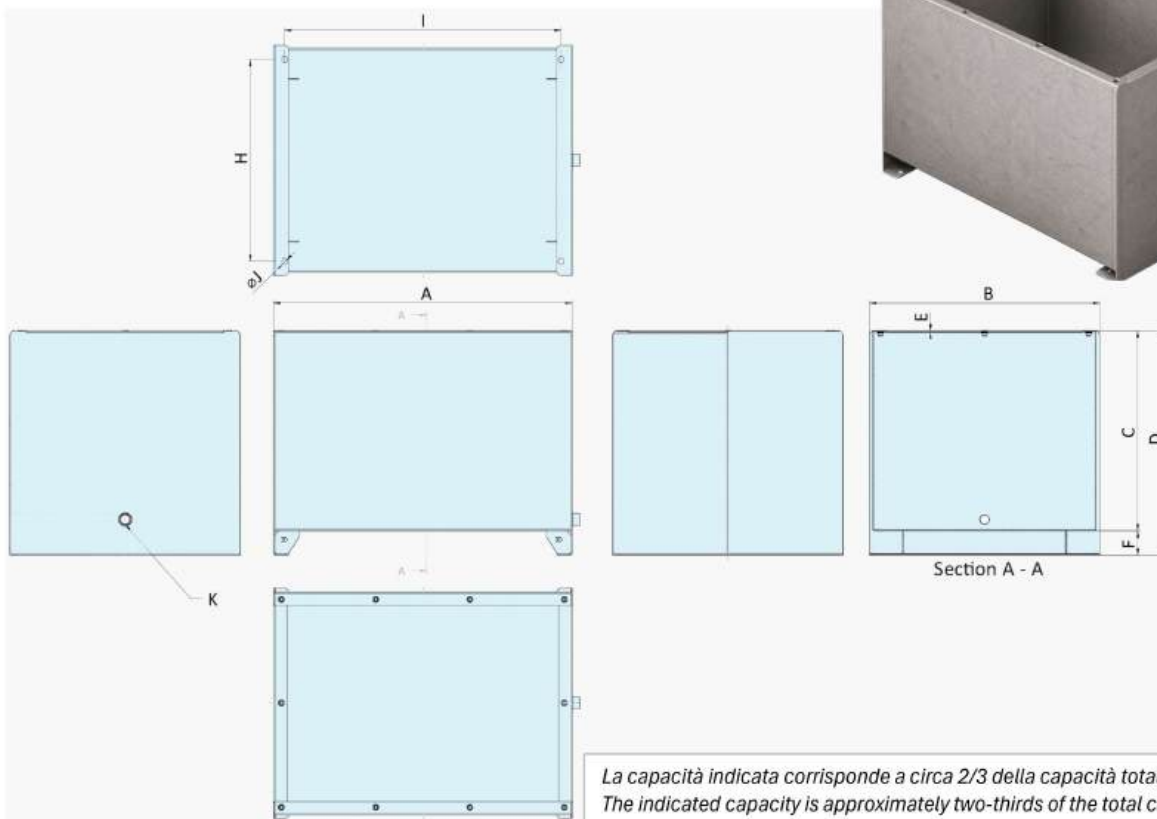 I
H
øJ
A
B
A
E
C
D
F
A
K
Section A - A
La capacità indicata corrisponde a circa 2/3 della capacità
The indicated capacity is approximately two-thirds of the total